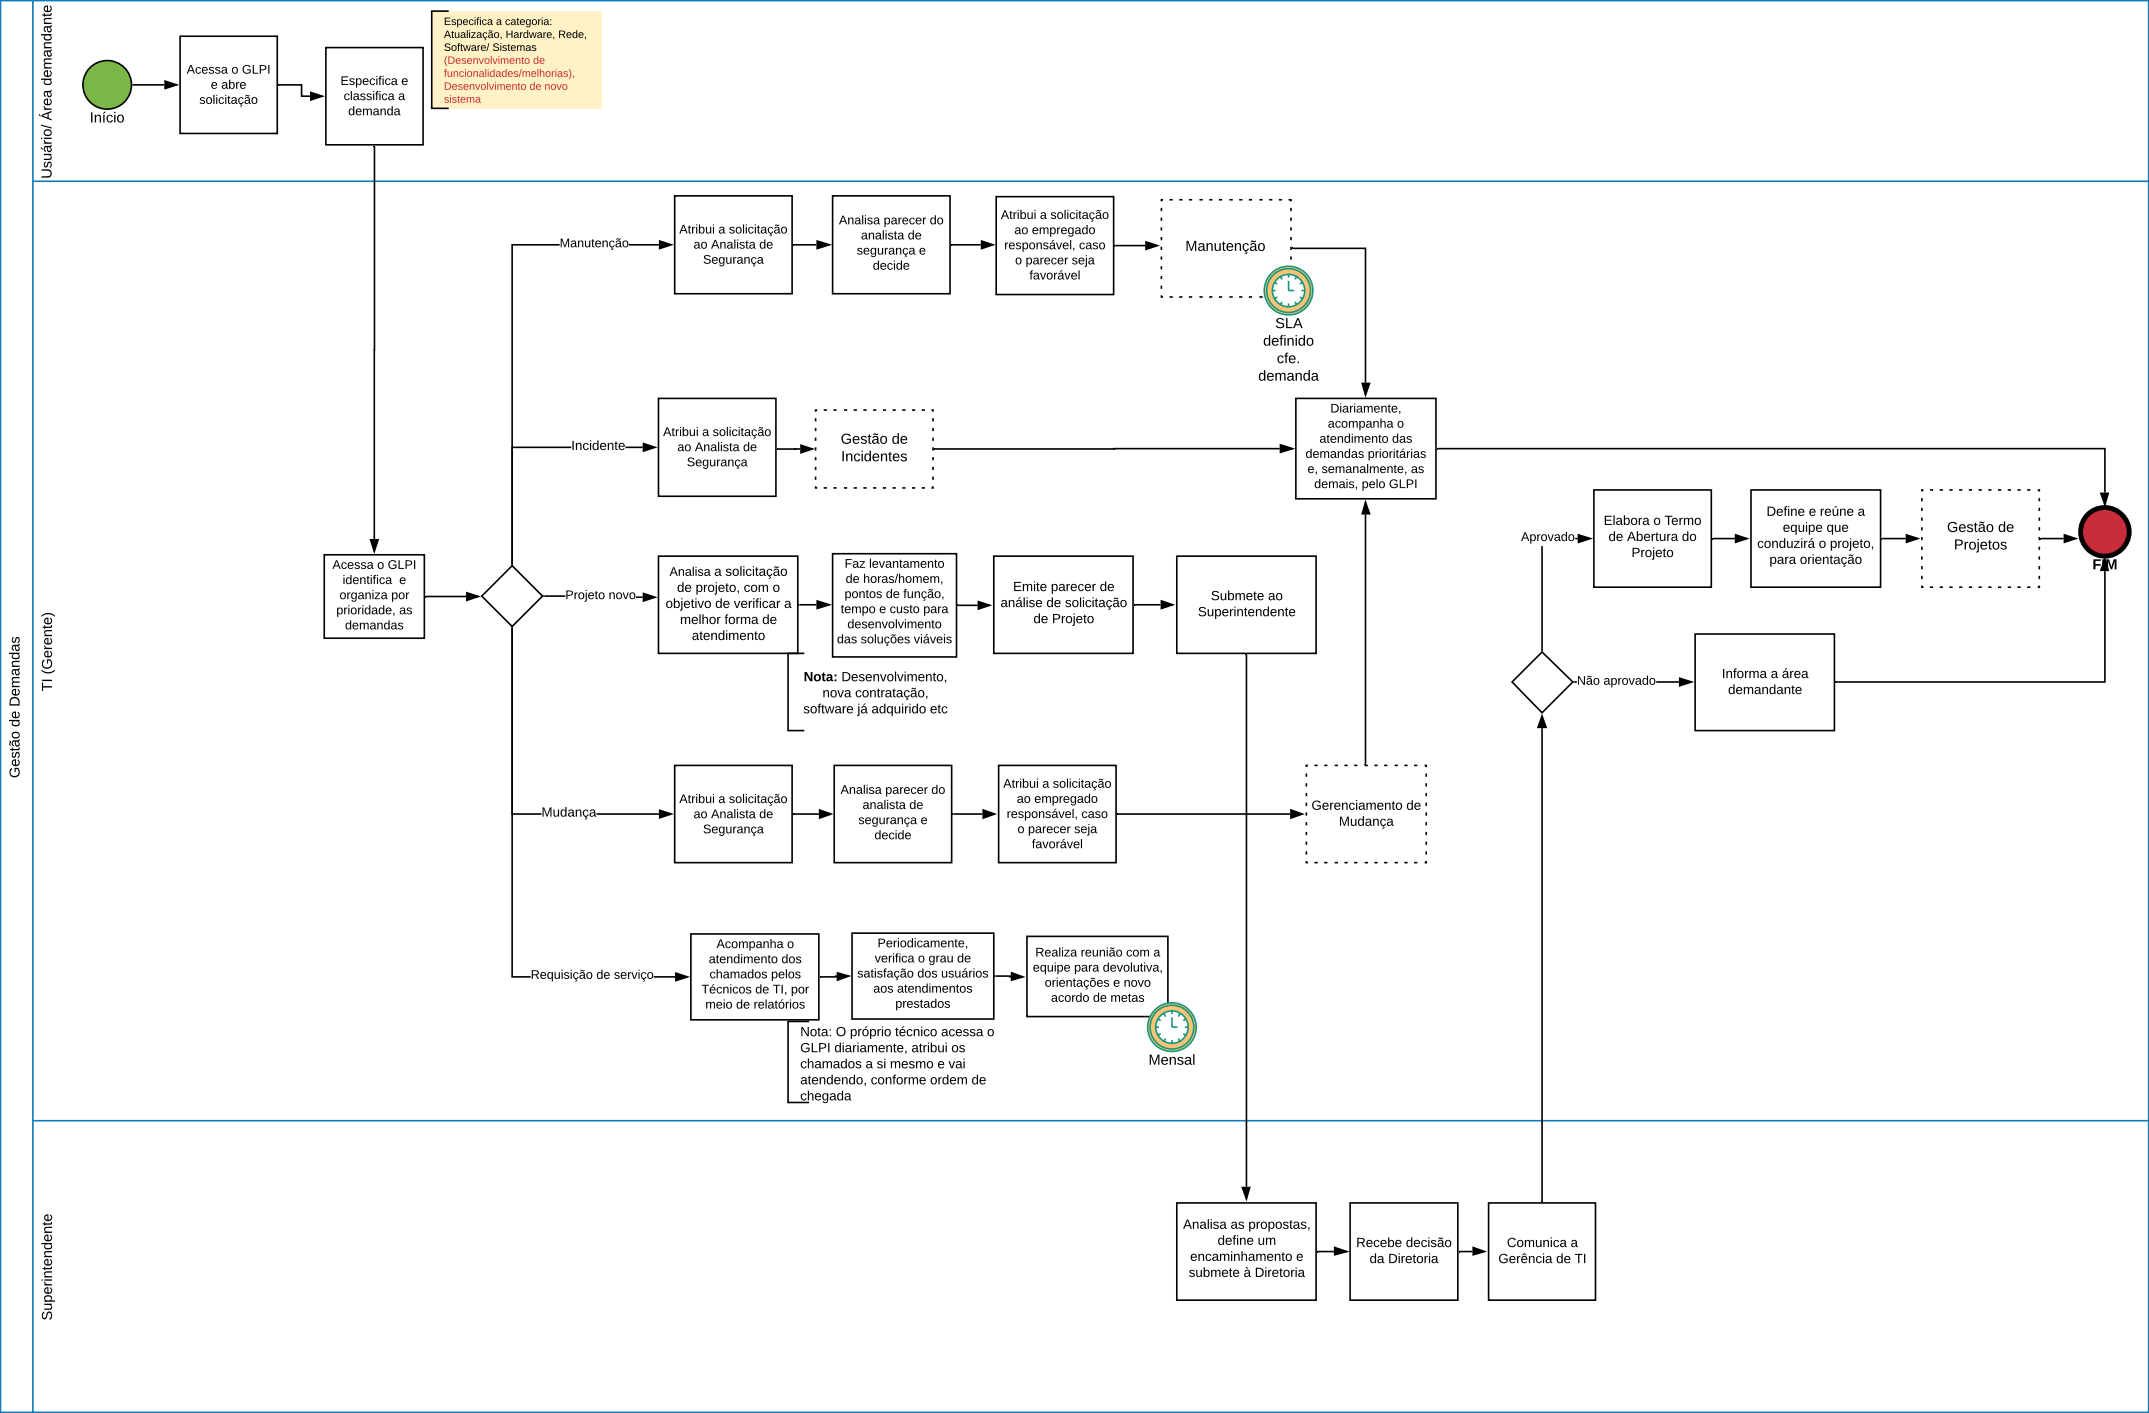 Gestão de Demandas
Usuário/ Área demandante
Início
Acessa o GLPI
e abre
solicitação
Especifica e
classifica a
demanda
Especifica a categoria:
Atualização, Hardware, Rede,
Software/ Sistemas
(Desenvolvimento de
funcionalidades/melhorias),
Desenvolvimento de novo
sistema
TI (Gerente)
Acessa o GLPI
identifica e
organiza por
prioridade, as
demandas
Manutenção
Atribui a solicitação
ao Analista de
Segurança
Analisa parecer do
analista de
segurança e
decide
Atribui a solicitação
ao empregado
responsável, caso
o parecer seja
favorável
Manutenção
SLA
definido
cfe.
demanda
Incidente
Atribui a solicitação
ao Analista de
Segurança
Gestão de
Incidentes
Diariamente,
acompanha o
atendimento das
demandas prioritárias
e, semanalmente, as
demais, pelo GLPI
Projeto novo
Analisa a solicitação
de projeto, com o
objetivo de verificar a
melhor forma de
atendimento
Nota: Desenvolvimento,
nova contratação,
software já adquirido etc
Faz levantamento
de horas/homem,
pontos de função,
tempo e custo para
desenvolvimento
das soluções viáveis
Emite parecer de
análise de solicitação
de Projeto
Submete ao
Superintendente
Aprovado
Elabora o Termo
de Abertura do
Projeto
Define e reúne a
equipe que
conduzirá o projeto,
para orientação
Gestão de
Projetos
FIM
Não aprovado
Informa a área
demandante
Mudança
Atribui a solicitação
ao Analista de
Segurança
Analisa parecer do
analista de
segurança e
decide
Atribui a solicitação
ao empregado
responsável, caso
o parecer seja
favorável
Gerenciamento de
Mudança
Requisição de serviço
Acompanha o
atendimento dos
chamados pelos
Técnicos de TI, por
meio de relatórios
Nota: O próprio técnico acessa o
GLPI diariamente, atribui os
chamados a si mesmo e vai
atendendo, conforme ordem de
chegada
Periodicamente,
verifica o grau de
satisfação dos usuários
aos atendimentos
prestados
Realiza reunião com a
equipe para devolutiva,
orientações e novo
acordo de metas
Mensal
Superintendente
Analisa as propostas,
define um
encaminhamento e
submete à Diretoria
Recebe decisão
da Diretoria
Comunica a
Gerência de TI